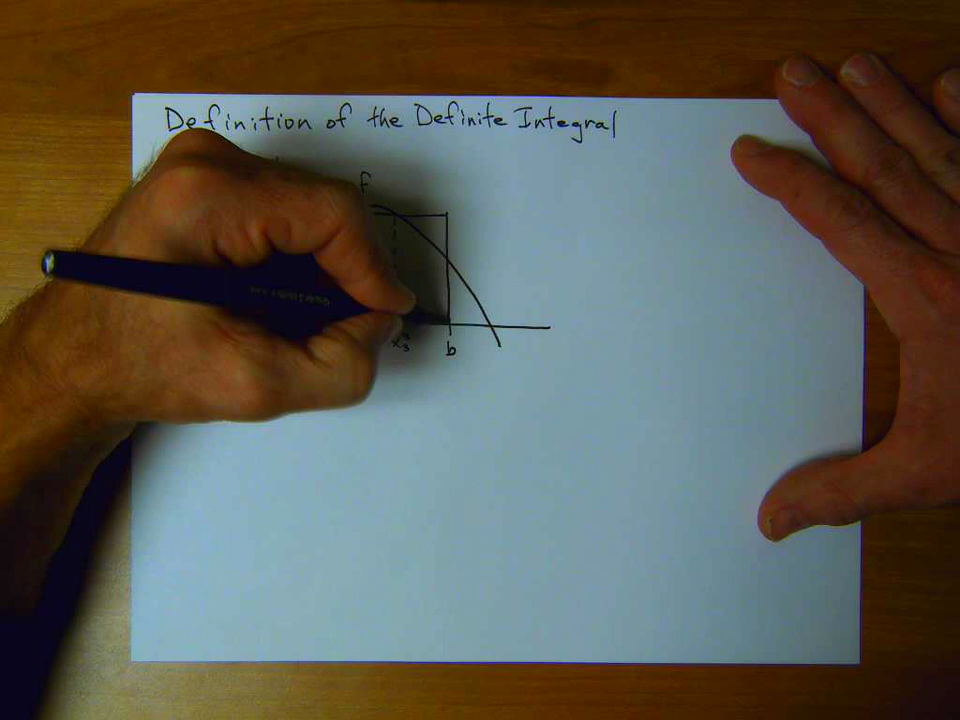 Definition of the Definite Integral
f
x₃* b